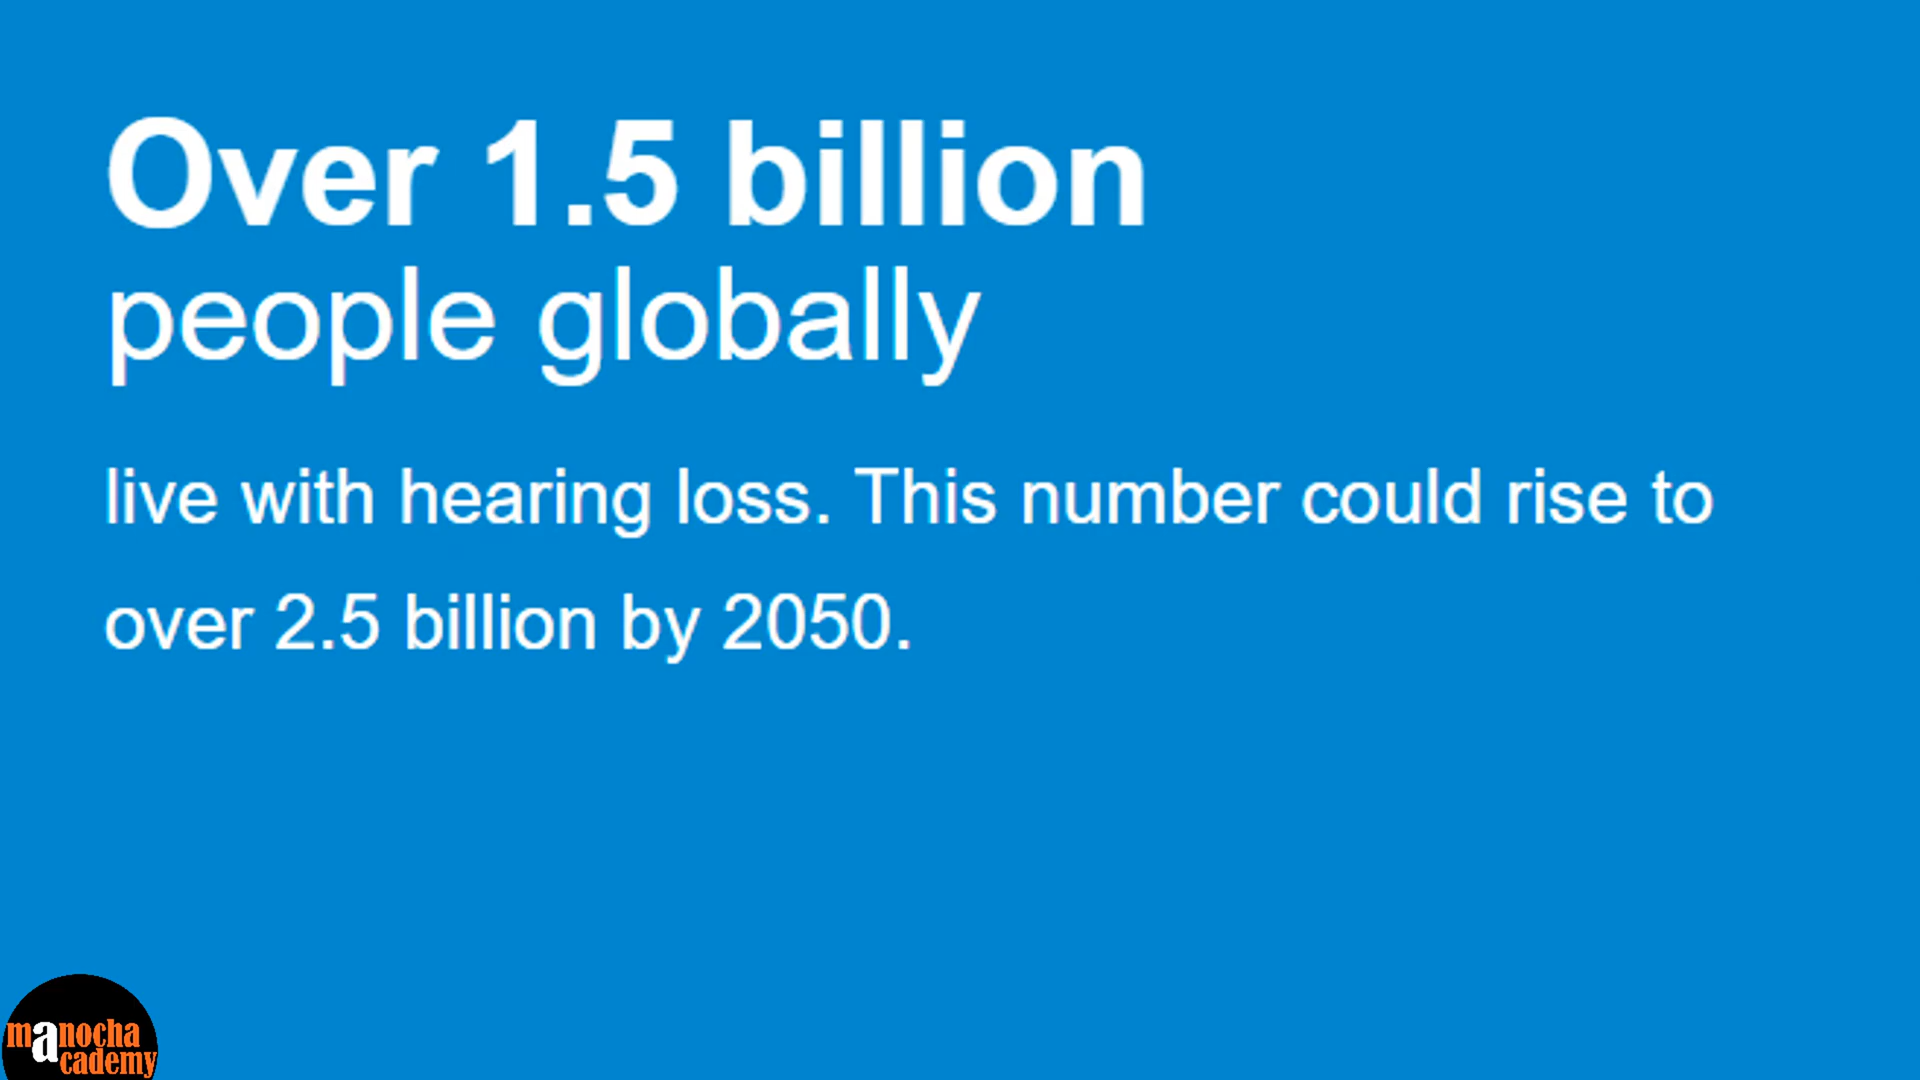 Over 1.5 billion
people globally
live with hearing loss. This number could rise to
over 2.5 billion by 2050.
manocha
academy